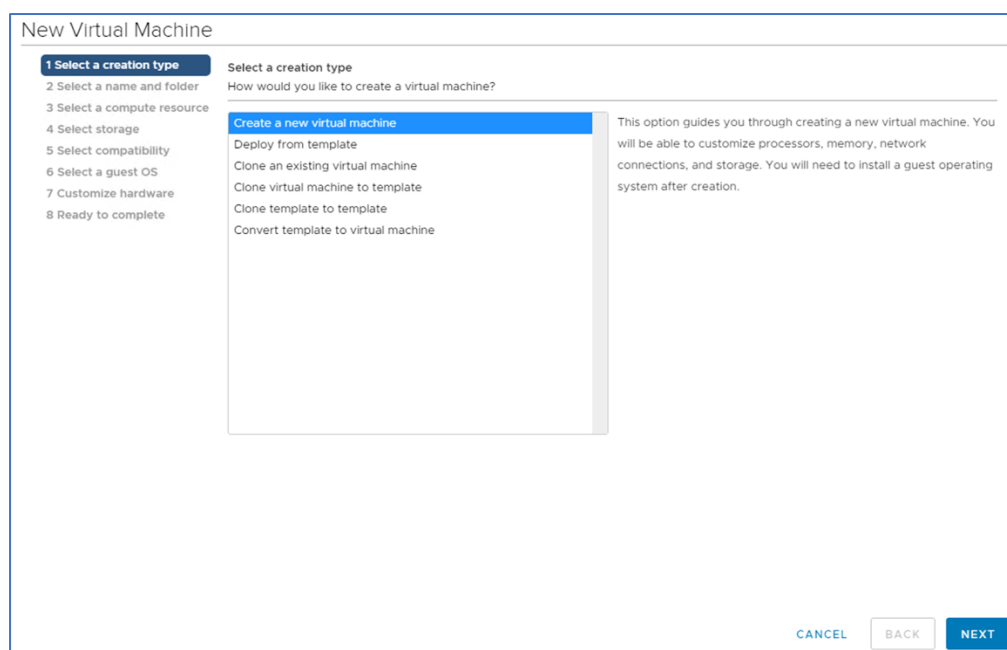 New Virtual Machine
1 Select a creation type
2 Select a name and folder
3 Select a compute resource
4 Select storage
5 Select compatibility
6 Select a guest OS
7 Customize hardware
8 Ready to complete
Select a creation type
How would you like to create a virtual machine?
Create a new virtual machine
Deploy from template
Clone an existing virtual machine
Clone virtual machine to template
Clone template to template
Convert template to virtual machine
This option guides you through creating a new virtual machine. You
will be able to customize processors, memory, network
connections, and storage. You will need to install a guest operating
system after creation.
CANCEL BACK NEXT